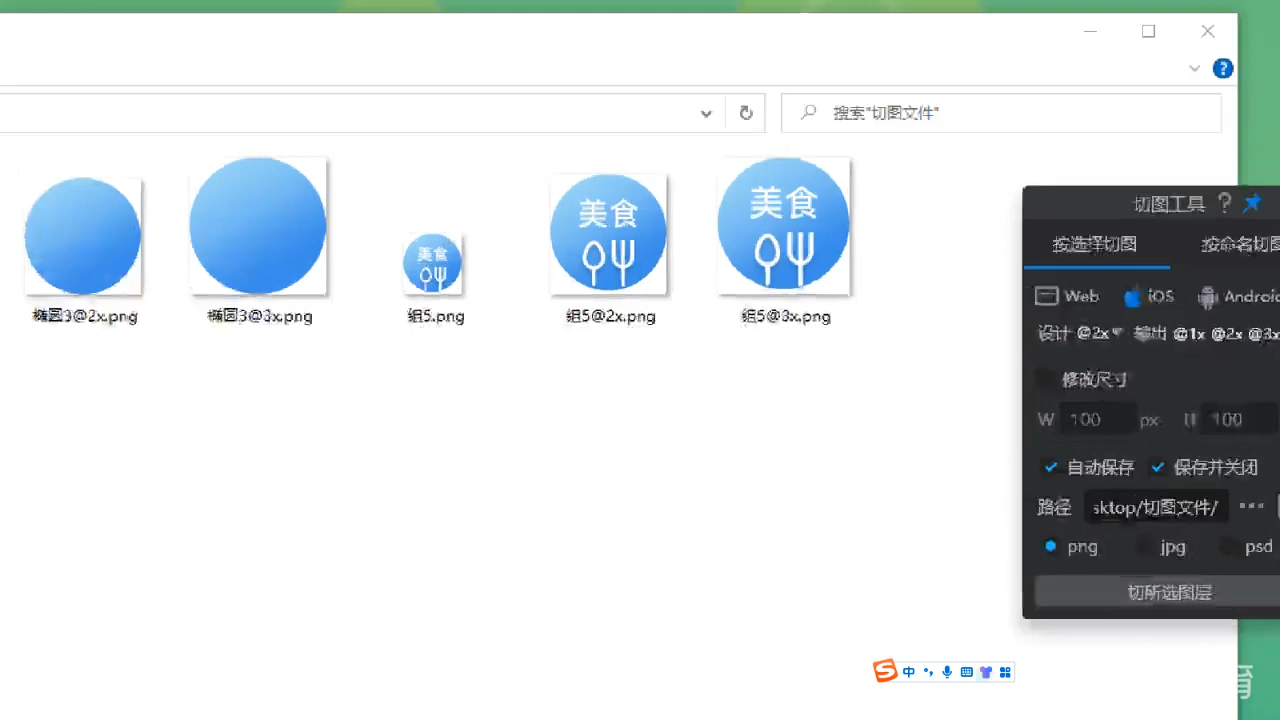 搜索"切图文件"
美食
美食
美食
椭圆3@2x.png
椭圆3@3x.png
组5.png
组5@2x.png
组5@3x.png
切图工具
按选择切图
按命名切图
Web
iOS
设计 @2x 输出 @1x @2x @3x
修改尺寸
W 100 px 100
自动保存 保存并关闭
路径 sktop/切图文件/
png jpg psd
切所选图层
中
育